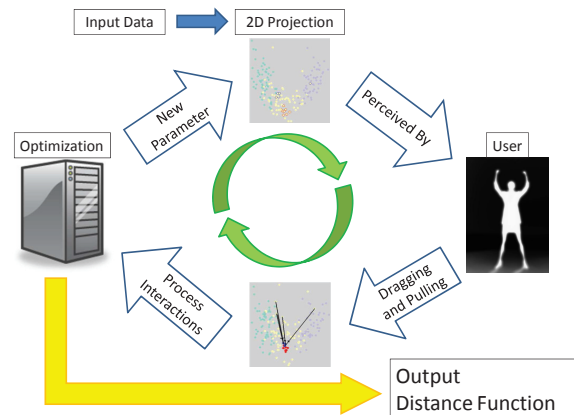 Input Data
2D Projection
New
Parameter
Perceived By
Optimization
User
Process
Interactions
Dragging
and Pulling
Output
Distance Function